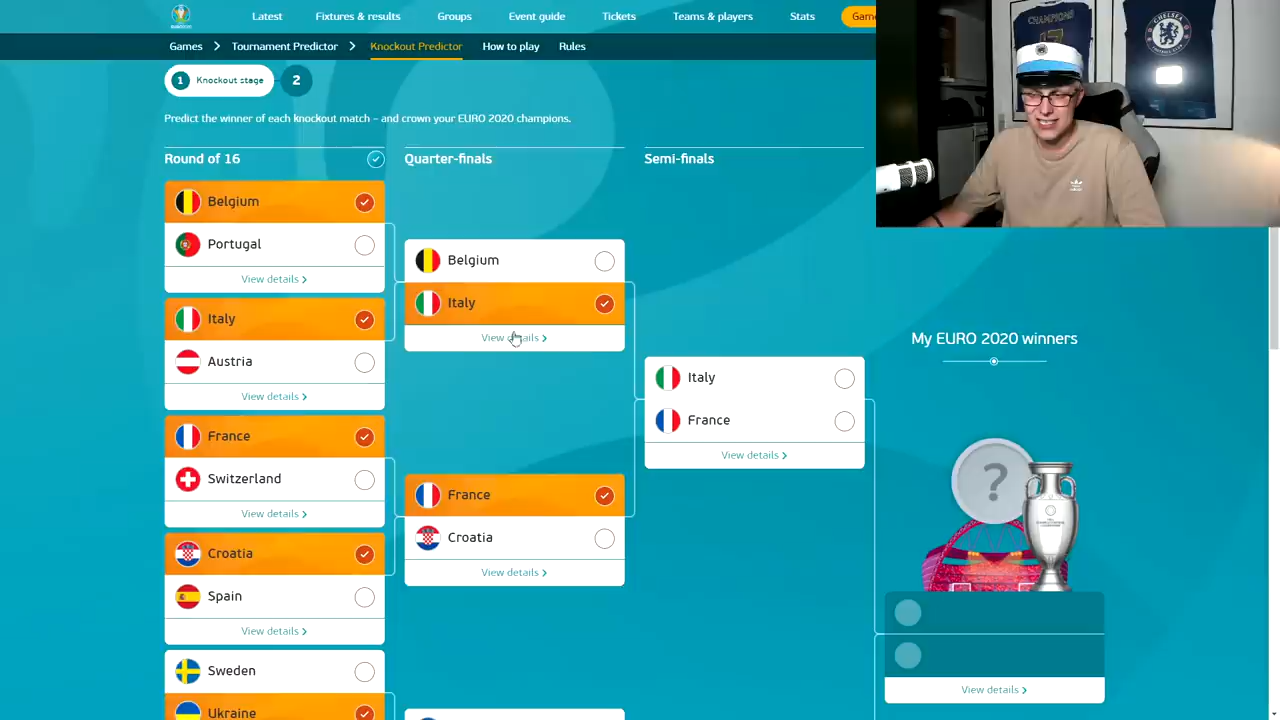 Latest
Fixtures & results
Groups
Event guide
Tickets
Teams & players
Stats
Games
Tournament Predictor
Knockout Predictor
How to play
Rules
1 Knockout stage
2
Predict the winner of each knockout match – and crown your EURO 2020 champions.
Round of 16
Quarter-finals
Semi-finals
Belgium
Portugal
View details
Italy
Austria
View details
France
Switzerland
View details
Croatia
Spain
View details
Sweden
Ukraine
Belgium
Italy
View details
France
Croatia
View details
Italy
France
View details
My EURO 2020 winners
?
View details
CHAMPIONS
CHELSEA